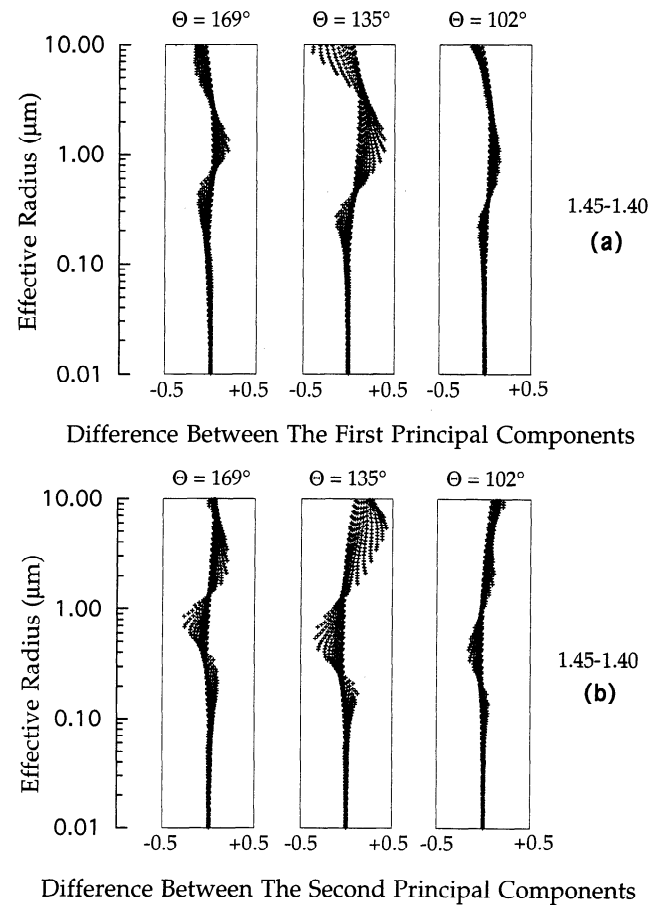 Θ = 169° Θ = 135° Θ = 102°
10.00
1.00
0.10
0.01
Effective Radius (μm)
1.45-1.40
(a)
-0.5 +0.5 -0.5 +0.5 -0.5 +0.5
Difference Between The First Principal Components
Θ = 169° Θ = 135° Θ = 102°
10.00
1.00
0.10
0.01
Effective Radius (μm)
1.45-1.40
(b)
-0.5 +0.5 -0.5 +0.5 -0.5 +0.5
Difference Between The Second Principal Components